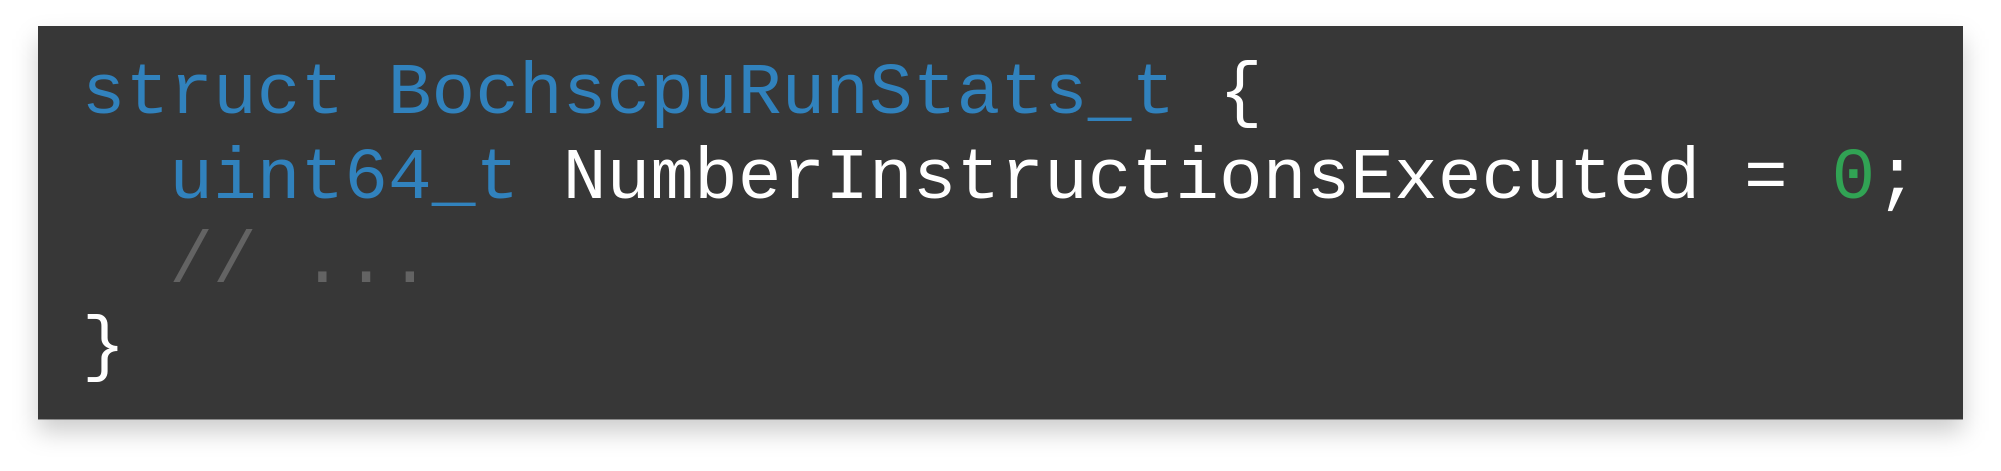 struct BochscpuRunStats_t {
  uint64_t NumberInstructionsExecuted = 0;
  // ...
}